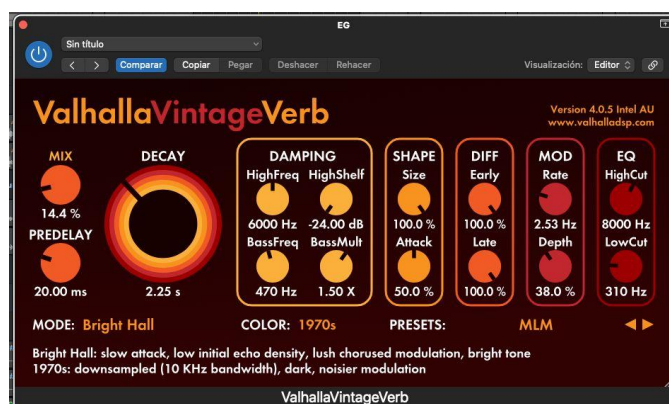 EG
Sin título
Comparar Copiar Pegar Deshacer Rehacer Visualización: Editor
ValhallaVintageVerb
Version 4.0.5 Intel AU
www.valhalladsp.com
MIX
14.4 %
PREDELAY
20.00 ms
DECAY
2.25 s
DAMPING
HighFreq HighShelf
6000 Hz -24.00 dB
BassFreq BassMult
470 Hz 1.50 X
SHAPE
Size
100.0 %
Attack
50.0 %
DIFF
Early
100.0 %
Late
100.0 %
MOD
Rate
2.53 Hz
Depth
38.0 %
EQ
HighCut
8000 Hz
LowCut
310 Hz
MODE: Bright Hall COLOR: 1970s PRESETS: MLM
Bright Hall: slow attack, low initial echo density, lush chorused modulation, bright tone
1970s: downsampled (10 KHz bandwidth), dark, noisier modulation
ValhallaVintageVerb